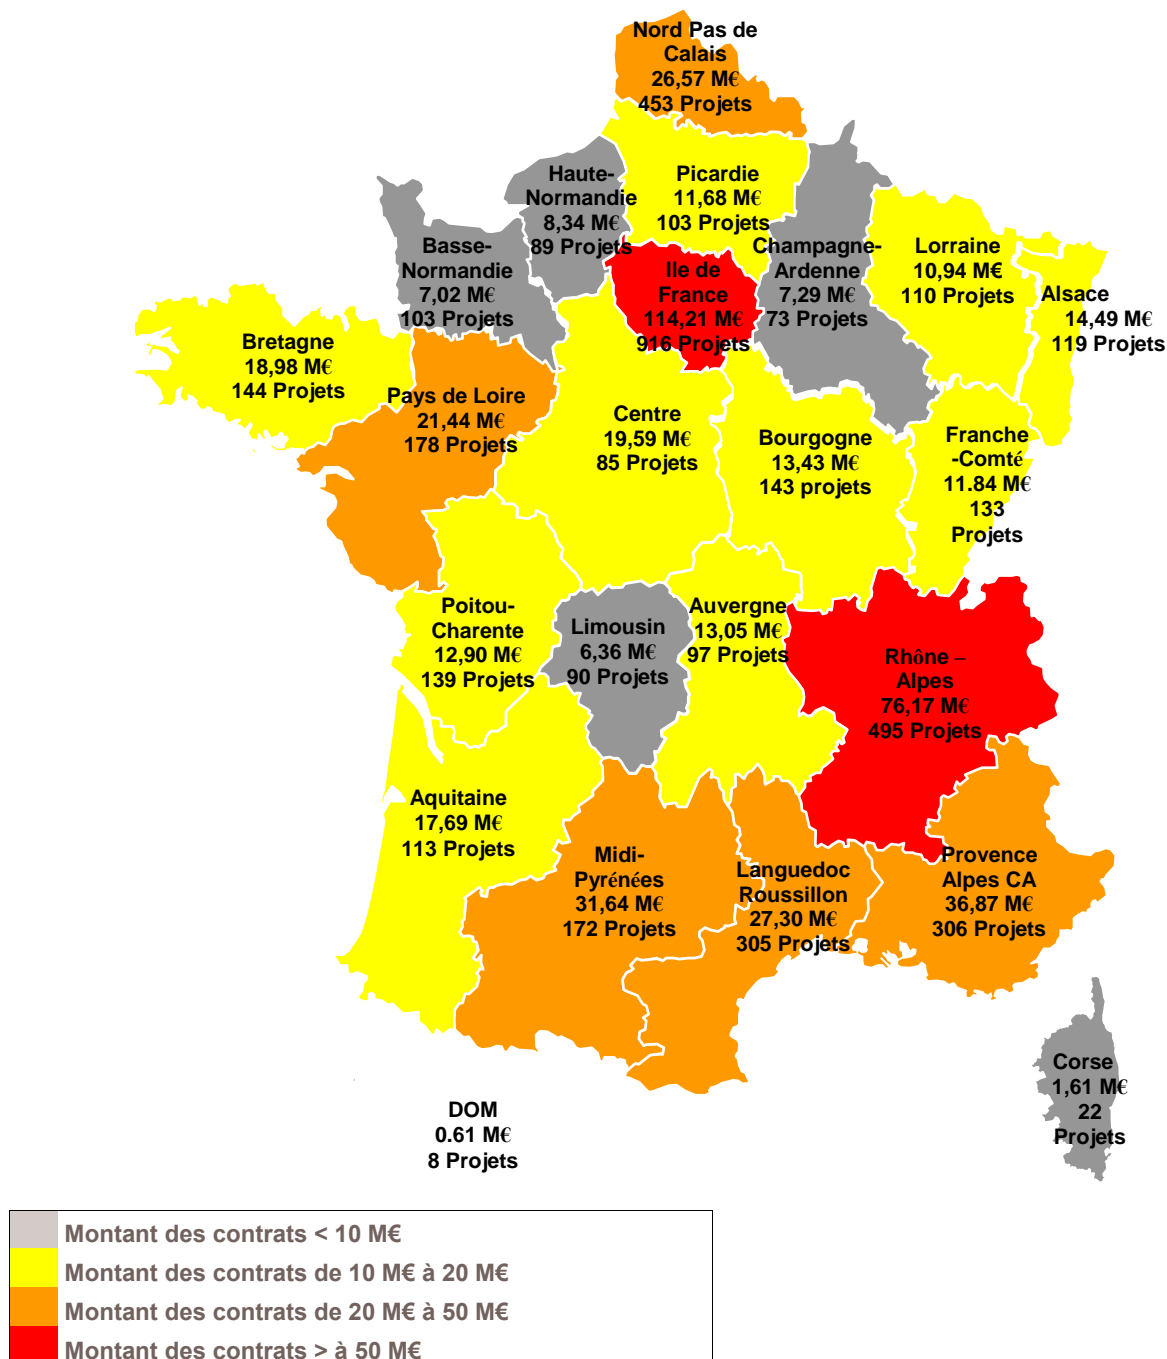 Nord Pas de
Calais
26,57 M€
453 Projets
Haute-
Normandie
8,34 M€
89 Projets
Picardie
11,68 M€
103 Projets
Basse-
Normandie
7,02 M€
103 Projets
Ile de
France
114,21 M€
916 Projets
Champagne-
Ardenne
7,29 M€
73 Projets
Lorraine
10,94 M€
110 Projets
Alsace
14,49 M€
119 Projets
Bretagne
18,98 M€
144 Projets
Pays de Loire
21,44 M€
178 Projets
Centre
19,59 M€
85 Projets
Bourgogne
13,43 M€
143 projets
Franche
-Comté
11.84 M€
133
Projets
Poitou-
Charente
12,90 M€
139 Projets
Limousin
6,36 M€
90 Projets
Auvergne
13,05 M€
97 Projets
Rhône –
Alpes
76,17 M€
495 Projets
Aquitaine
17,69 M€
113 Projets
Midi-
Pyrénées
31,64 M€
172 Projets
Languedoc
Roussillon
27,30 M€
305 Projets
Provence
Alpes CA
36,87 M€
306 Projets
Corse
1,61 M€
22
Projets
DOM
0.61 M€
8 Projets
Montant des contrats < 10 M€
Montant des contrats de 10 M€ à 20 M€
Montant des contrats de 20 M€ à 50 M€
Montant des contrats > à 50 M€